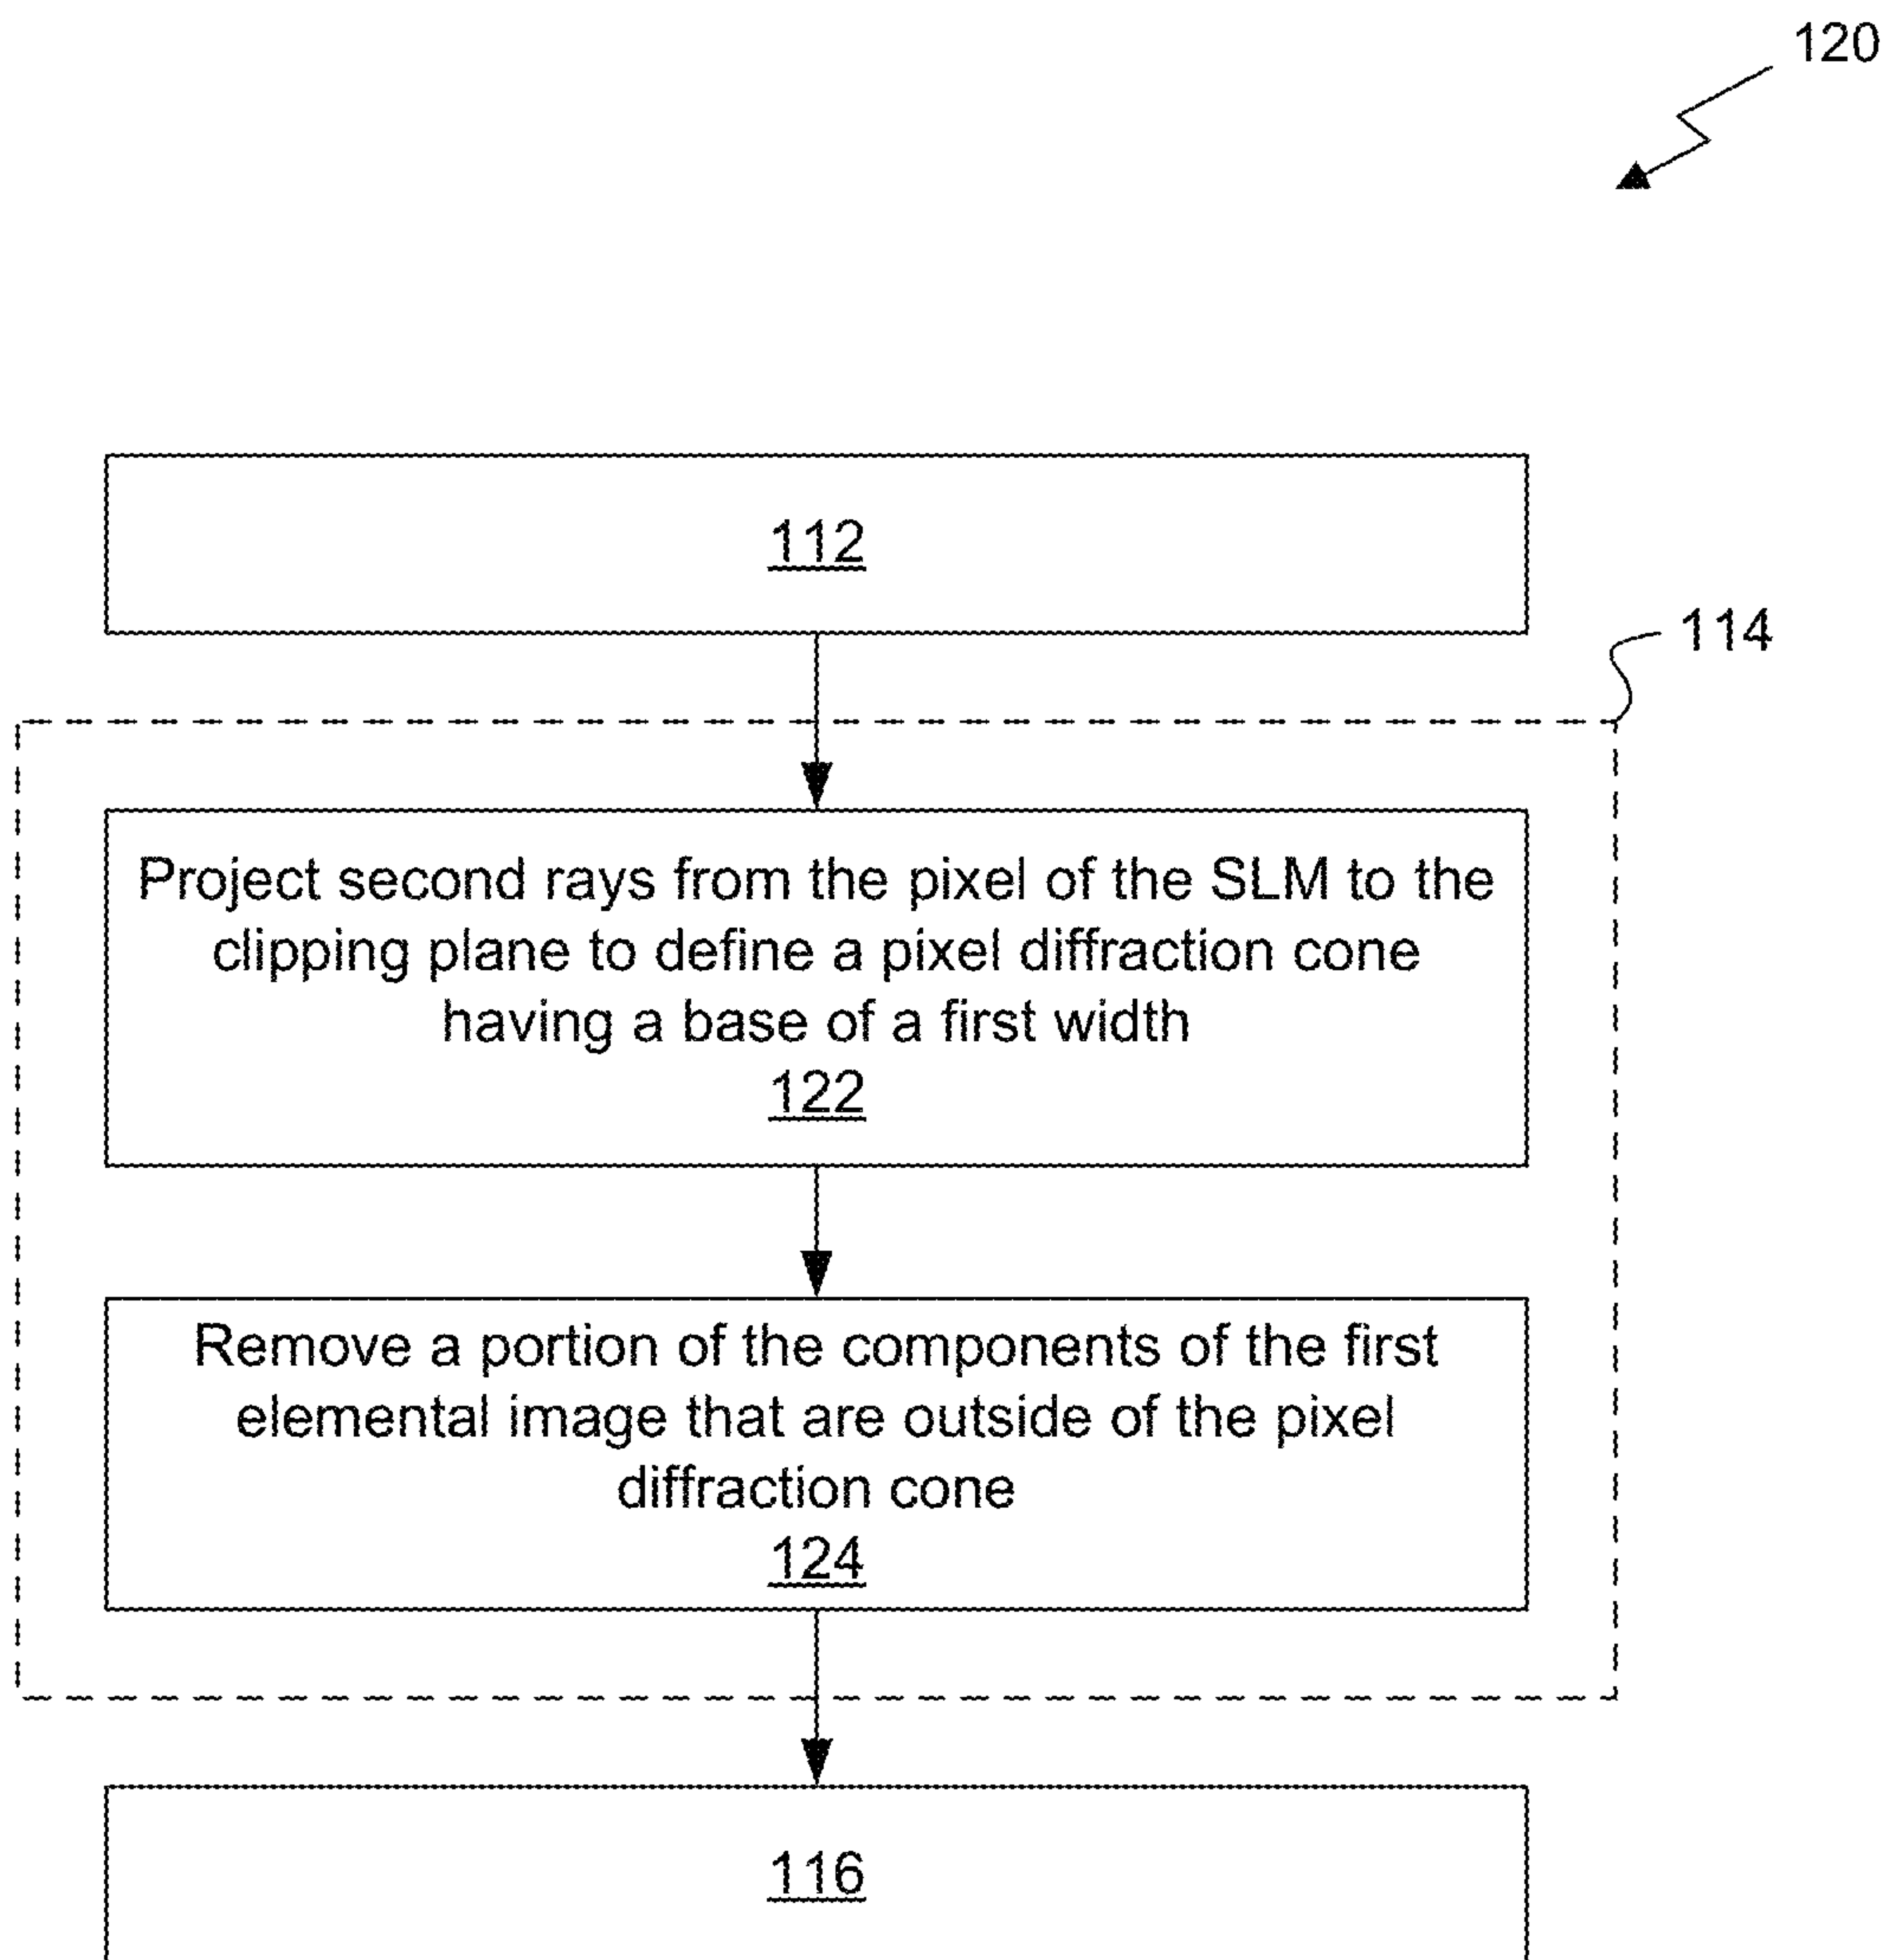 120
112
114
Project second rays from the pixel of the SLM to the
clipping plane to define a pixel diffraction cone
having a base of a first width
122
Remove a portion of the components of the first
elemental image that are outside of the pixel
diffraction cone
124
116